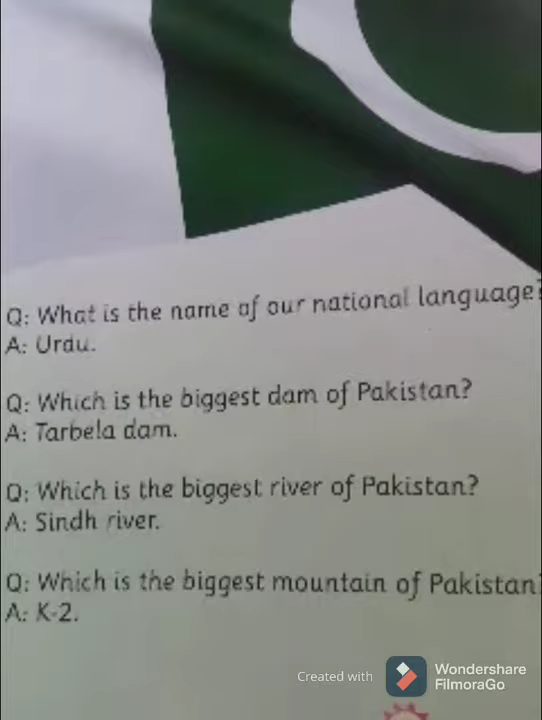 Q: What is the name of our national language?
A: Urdu.
Q: Which is the biggest dam of Pakistan?
A: Tarbela dam.
Q: Which is the biggest river of Pakistan?
A: Sindh river.
Q: Which is the biggest mountain of Pakistan?
A: K-2.
Created with Wondershare
FilmoraGo